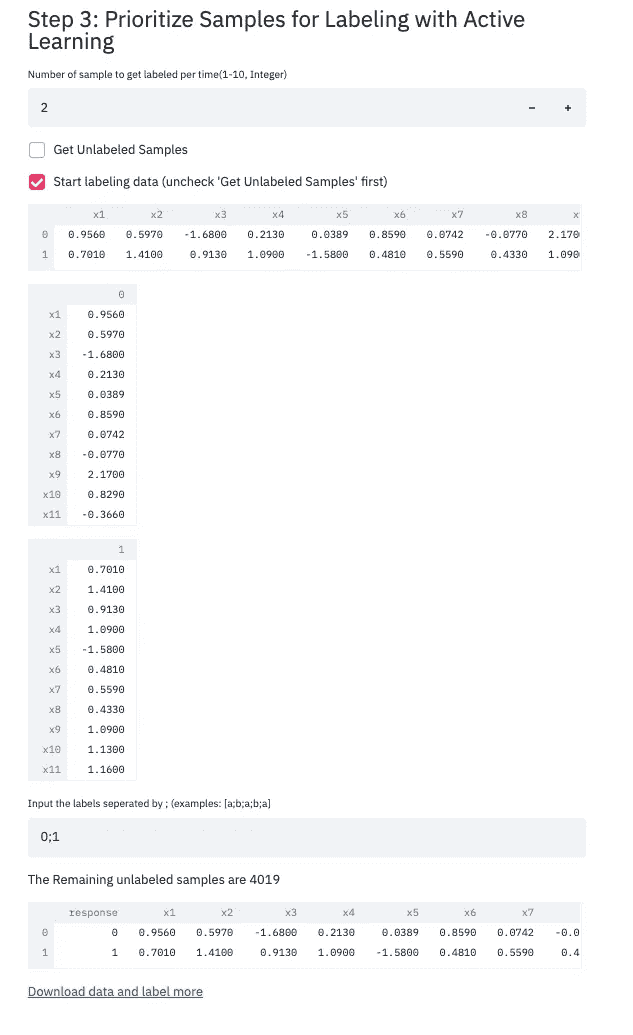 Step 3: Prioritize Samples for Labeling with Active
Learning
Number of sample to get labeled per time(1-10, Integer)
2 − +
Get Unlabeled Samples
Start labeling data (uncheck 'Get Unlabeled Samples' first)
x1 x2 x3 x4 x5 x6 x7 x8 x
0 0.9560 0.5970 -1.6800 0.2130 0.0389 0.8590 0.0742 -0.0770 2.170
1 0.7010 1.4100 0.9130 1.0900 -1.5800 0.4810 0.5590 0.4330 1.090
0
x1 0.9560
x2 0.5970
x3 -1.6800
x4 0.2130
x5 0.0389
x6 0.8590
x7 0.0742
x8 -0.0770
x9 2.1700
x10 0.8290
x11 -0.3660
1
x1 0.7010
x2 1.4100
x3 0.9130
x4 1.0900
x5 -1.5800
x6 0.4810
x7 0.5590
x8 0.4330
x9 1.0900
x10 1.1300
x11 1.1600
Input the labels seperated by ; (examples: [a;b;a;b;a]
0;1
The Remaining unlabeled samples are 4019
response x1 x2 x3 x4 x5 x6 x7
0 0 0.9560 0.5970 -1.6800 0.2130 0.0389 0.8590 0.0742 -0.0
1 1 0.7010 1.4100 0.9130 1.0900 -1.5800 0.4810 0.5590 0.4
Download data and label more